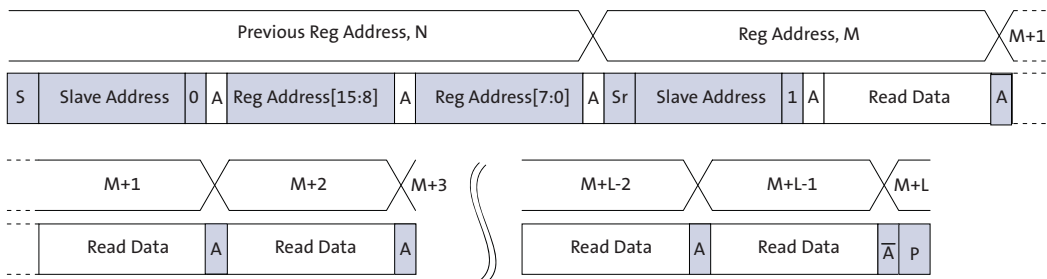 Previous Reg Address, N Reg Address, M M+1
S Slave Address 0 A Reg Address[15:8] A Reg Address[7:0] A Sr Slave Address 1 A Read Data A
M+1 M+2 M+3 M+L-2 M+L-1 M+L
Read Data A Read Data A Read Data A Read Data A̅ P